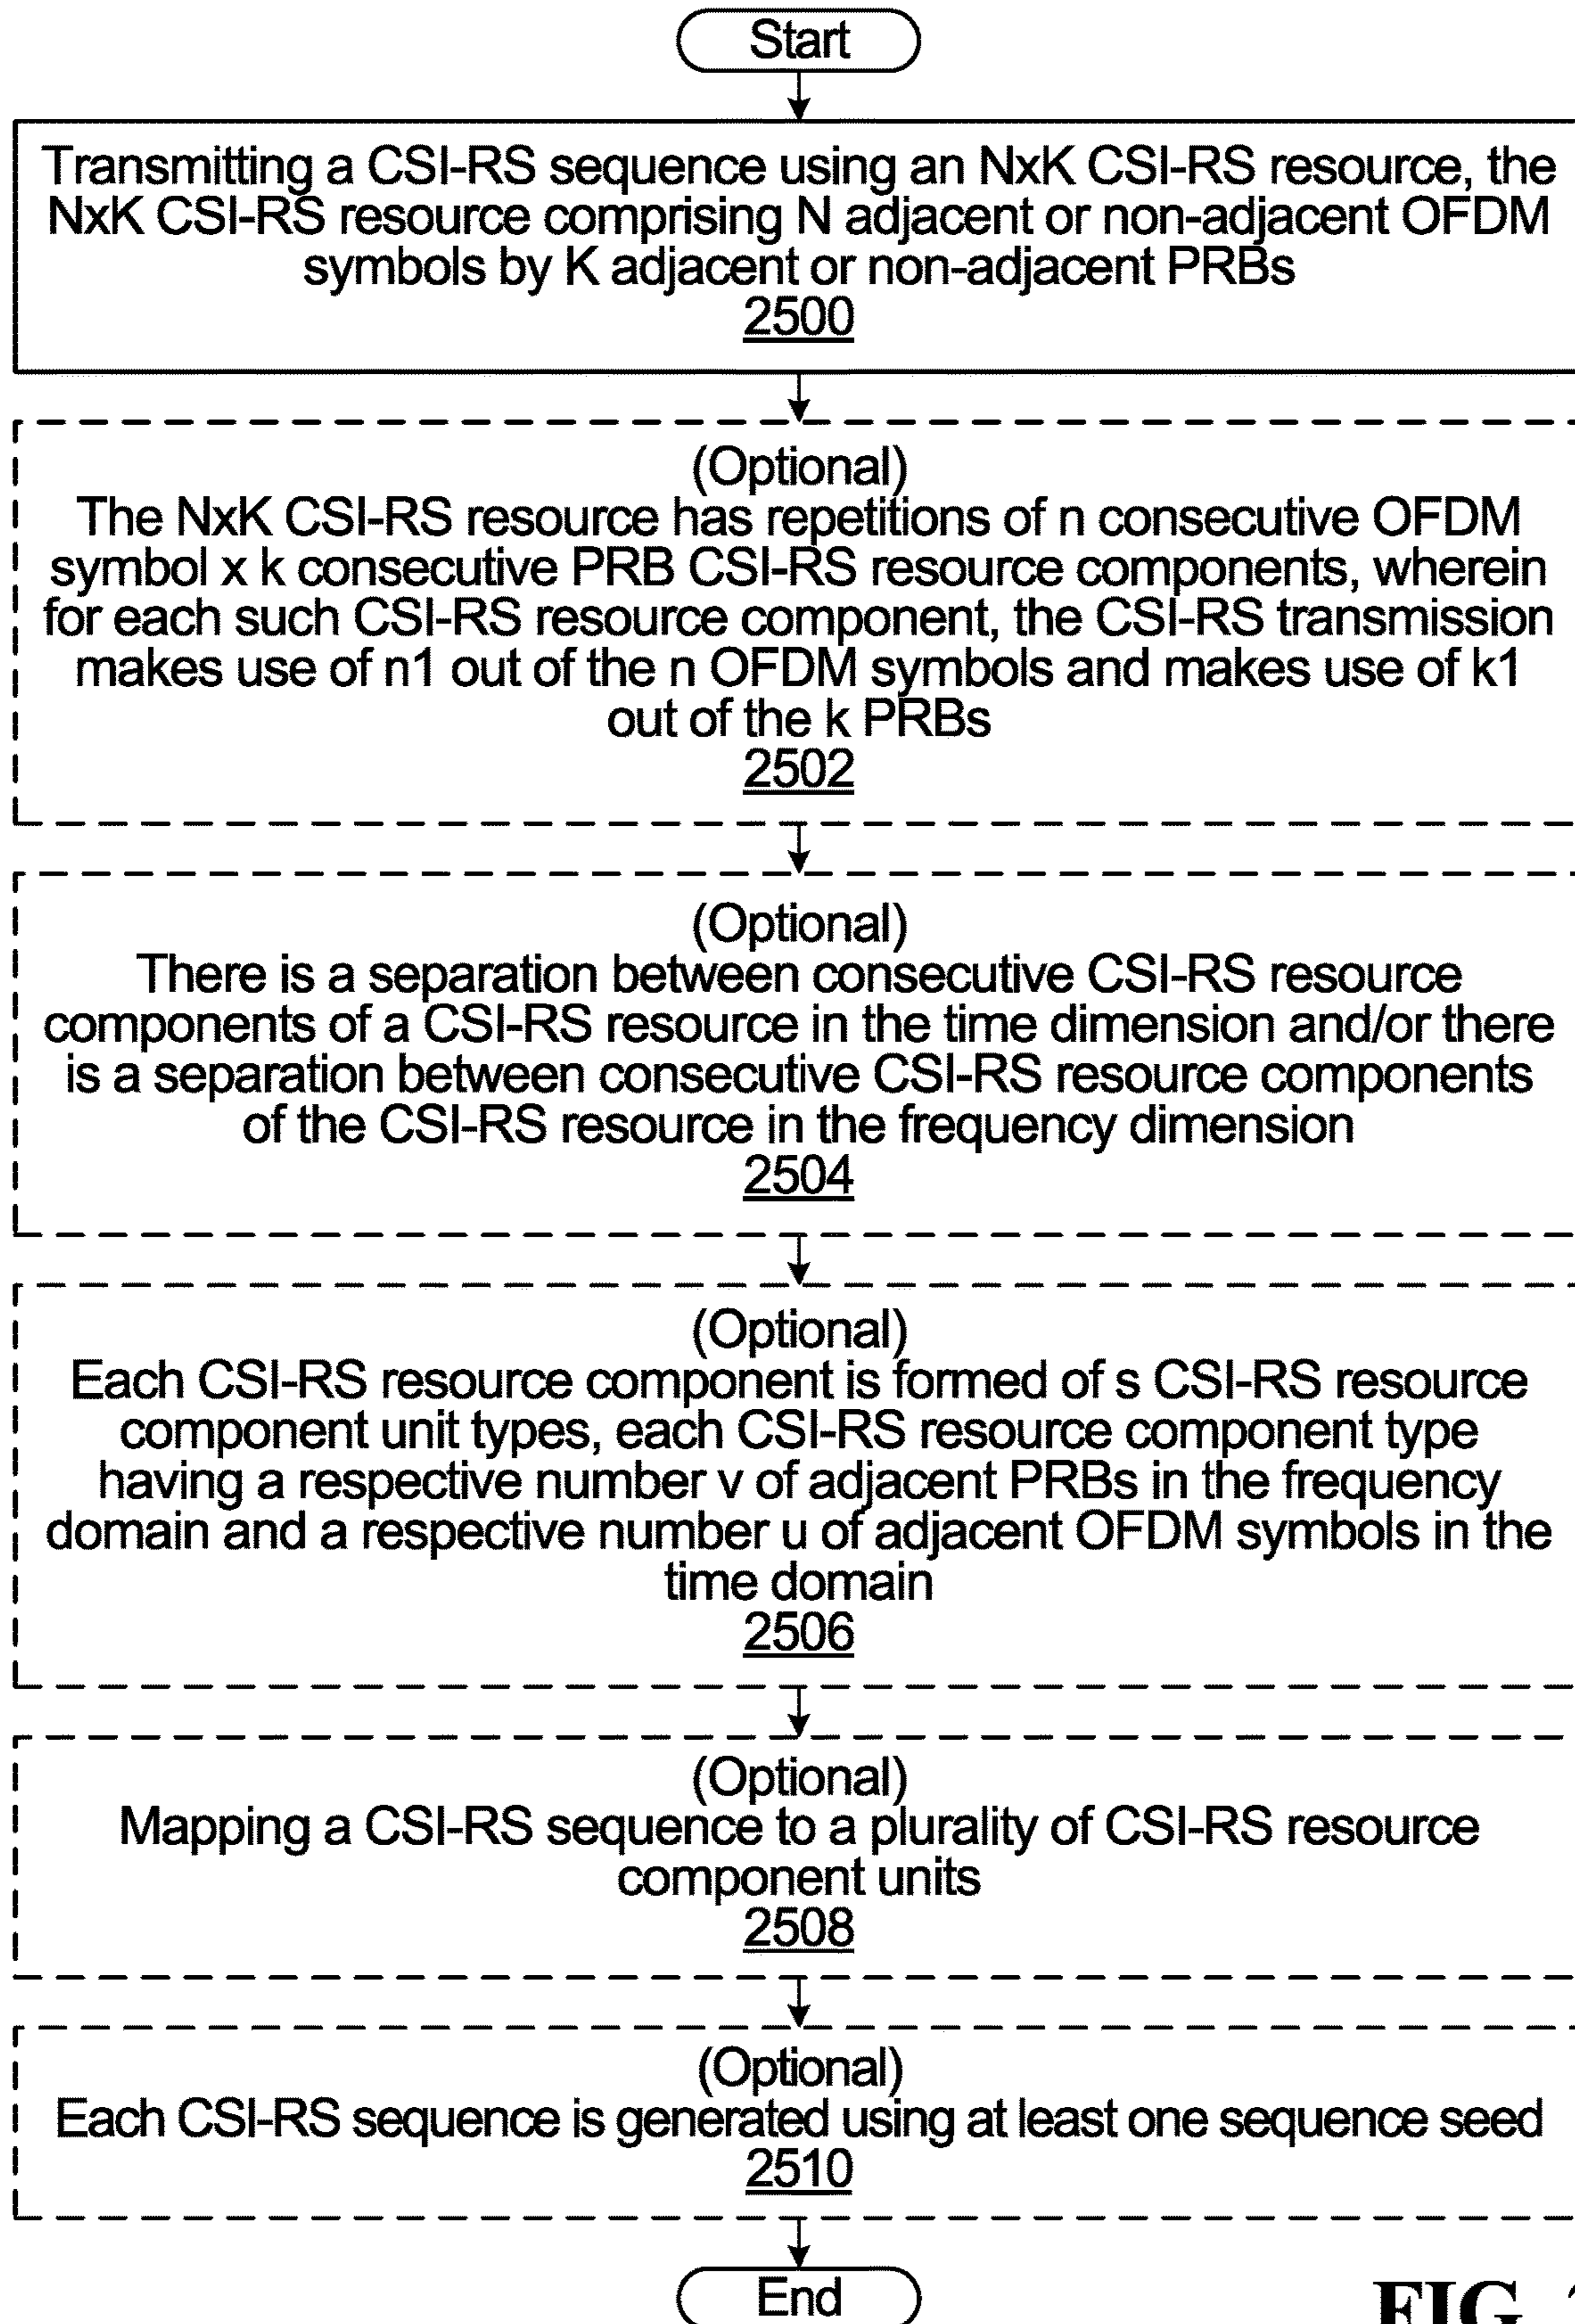 Start
Transmitting a CSI-RS sequence using an NxK CSI-RS resource, the
NxK CSI-RS resource comprising N adjacent or non-adjacent OFDM
symbols by K adjacent or non-adjacent PRBs
2500
(Optional)
The NxK CSI-RS resource has repetitions of n consecutive OFDM
symbol x k consecutive PRB CSI-RS resource components, wherein
for each such CSI-RS resource component, the CSI-RS transmission
makes use of n1 out of the n OFDM symbols and makes use of k1
out of the k PRBs
2502
(Optional)
There is a separation between consecutive CSI-RS resource
components of a CSI-RS resource in the time dimension and/or there
is a separation between consecutive CSI-RS resource components
of the CSI-RS resource in the frequency dimension
2504
(Optional)
Each CSI-RS resource component is formed of s CSI-RS resource
component unit types, each CSI-RS resource component type
having a respective number v of adjacent PRBs in the frequency
domain and a respective number u of adjacent OFDM symbols in the
time domain
2506
(Optional)
Mapping a CSI-RS sequence to a plurality of CSI-RS resource
component units
2508
(Optional)
Each CSI-RS sequence is generated using at least one sequence seed
2510
End
FIG.